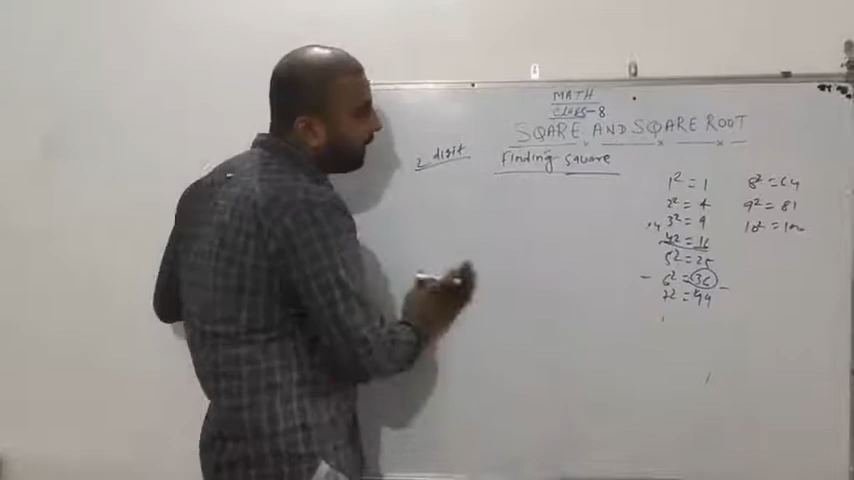 MATH
CLASS-8
SQARE AND SQARE ROOT
2 digit
Finding square
1² = 1
2² = 4
3² = 9
4² = 16
5² = 25
6² = 36
7² = 49
8² = 64
9² = 81
10² = 100